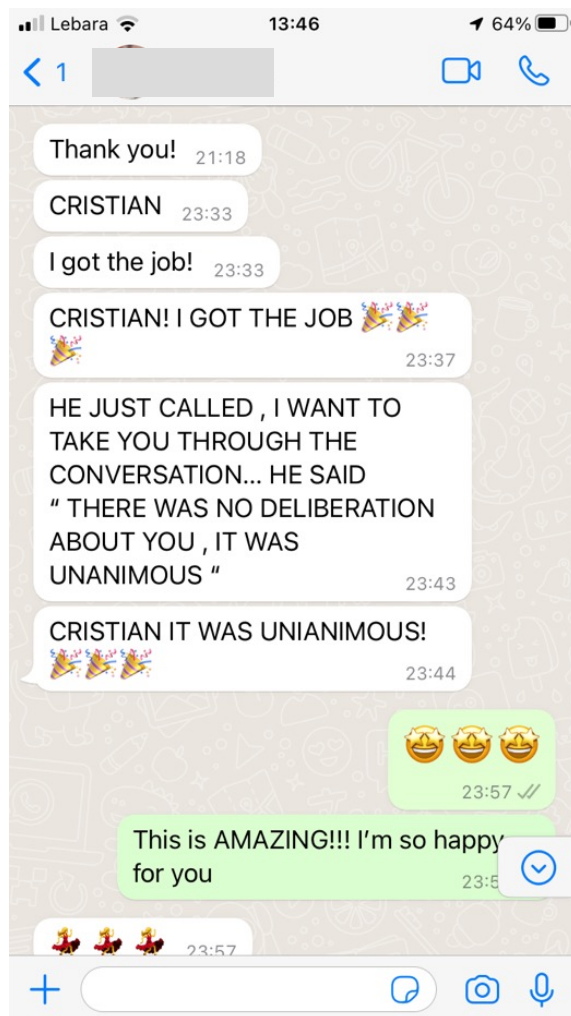 Lebara 13:46 64%
1
Thank you! 21:18
CRISTIAN 23:33
I got the job! 23:33
CRISTIAN! I GOT THE JOB 🎉🎉
🎉 23:37
HE JUST CALLED , I WANT TO
TAKE YOU THROUGH THE
CONVERSATION... HE SAID
“ THERE WAS NO DELIBERATION
ABOUT YOU , IT WAS
UNANIMOUS “ 23:43
CRISTIAN IT WAS UNIANIMOUS!
🎉🎉🎉 23:44
🤩🤩🤩
23:57
This is AMAZING!!! I’m so happy
for you
💃💃💃 23:57